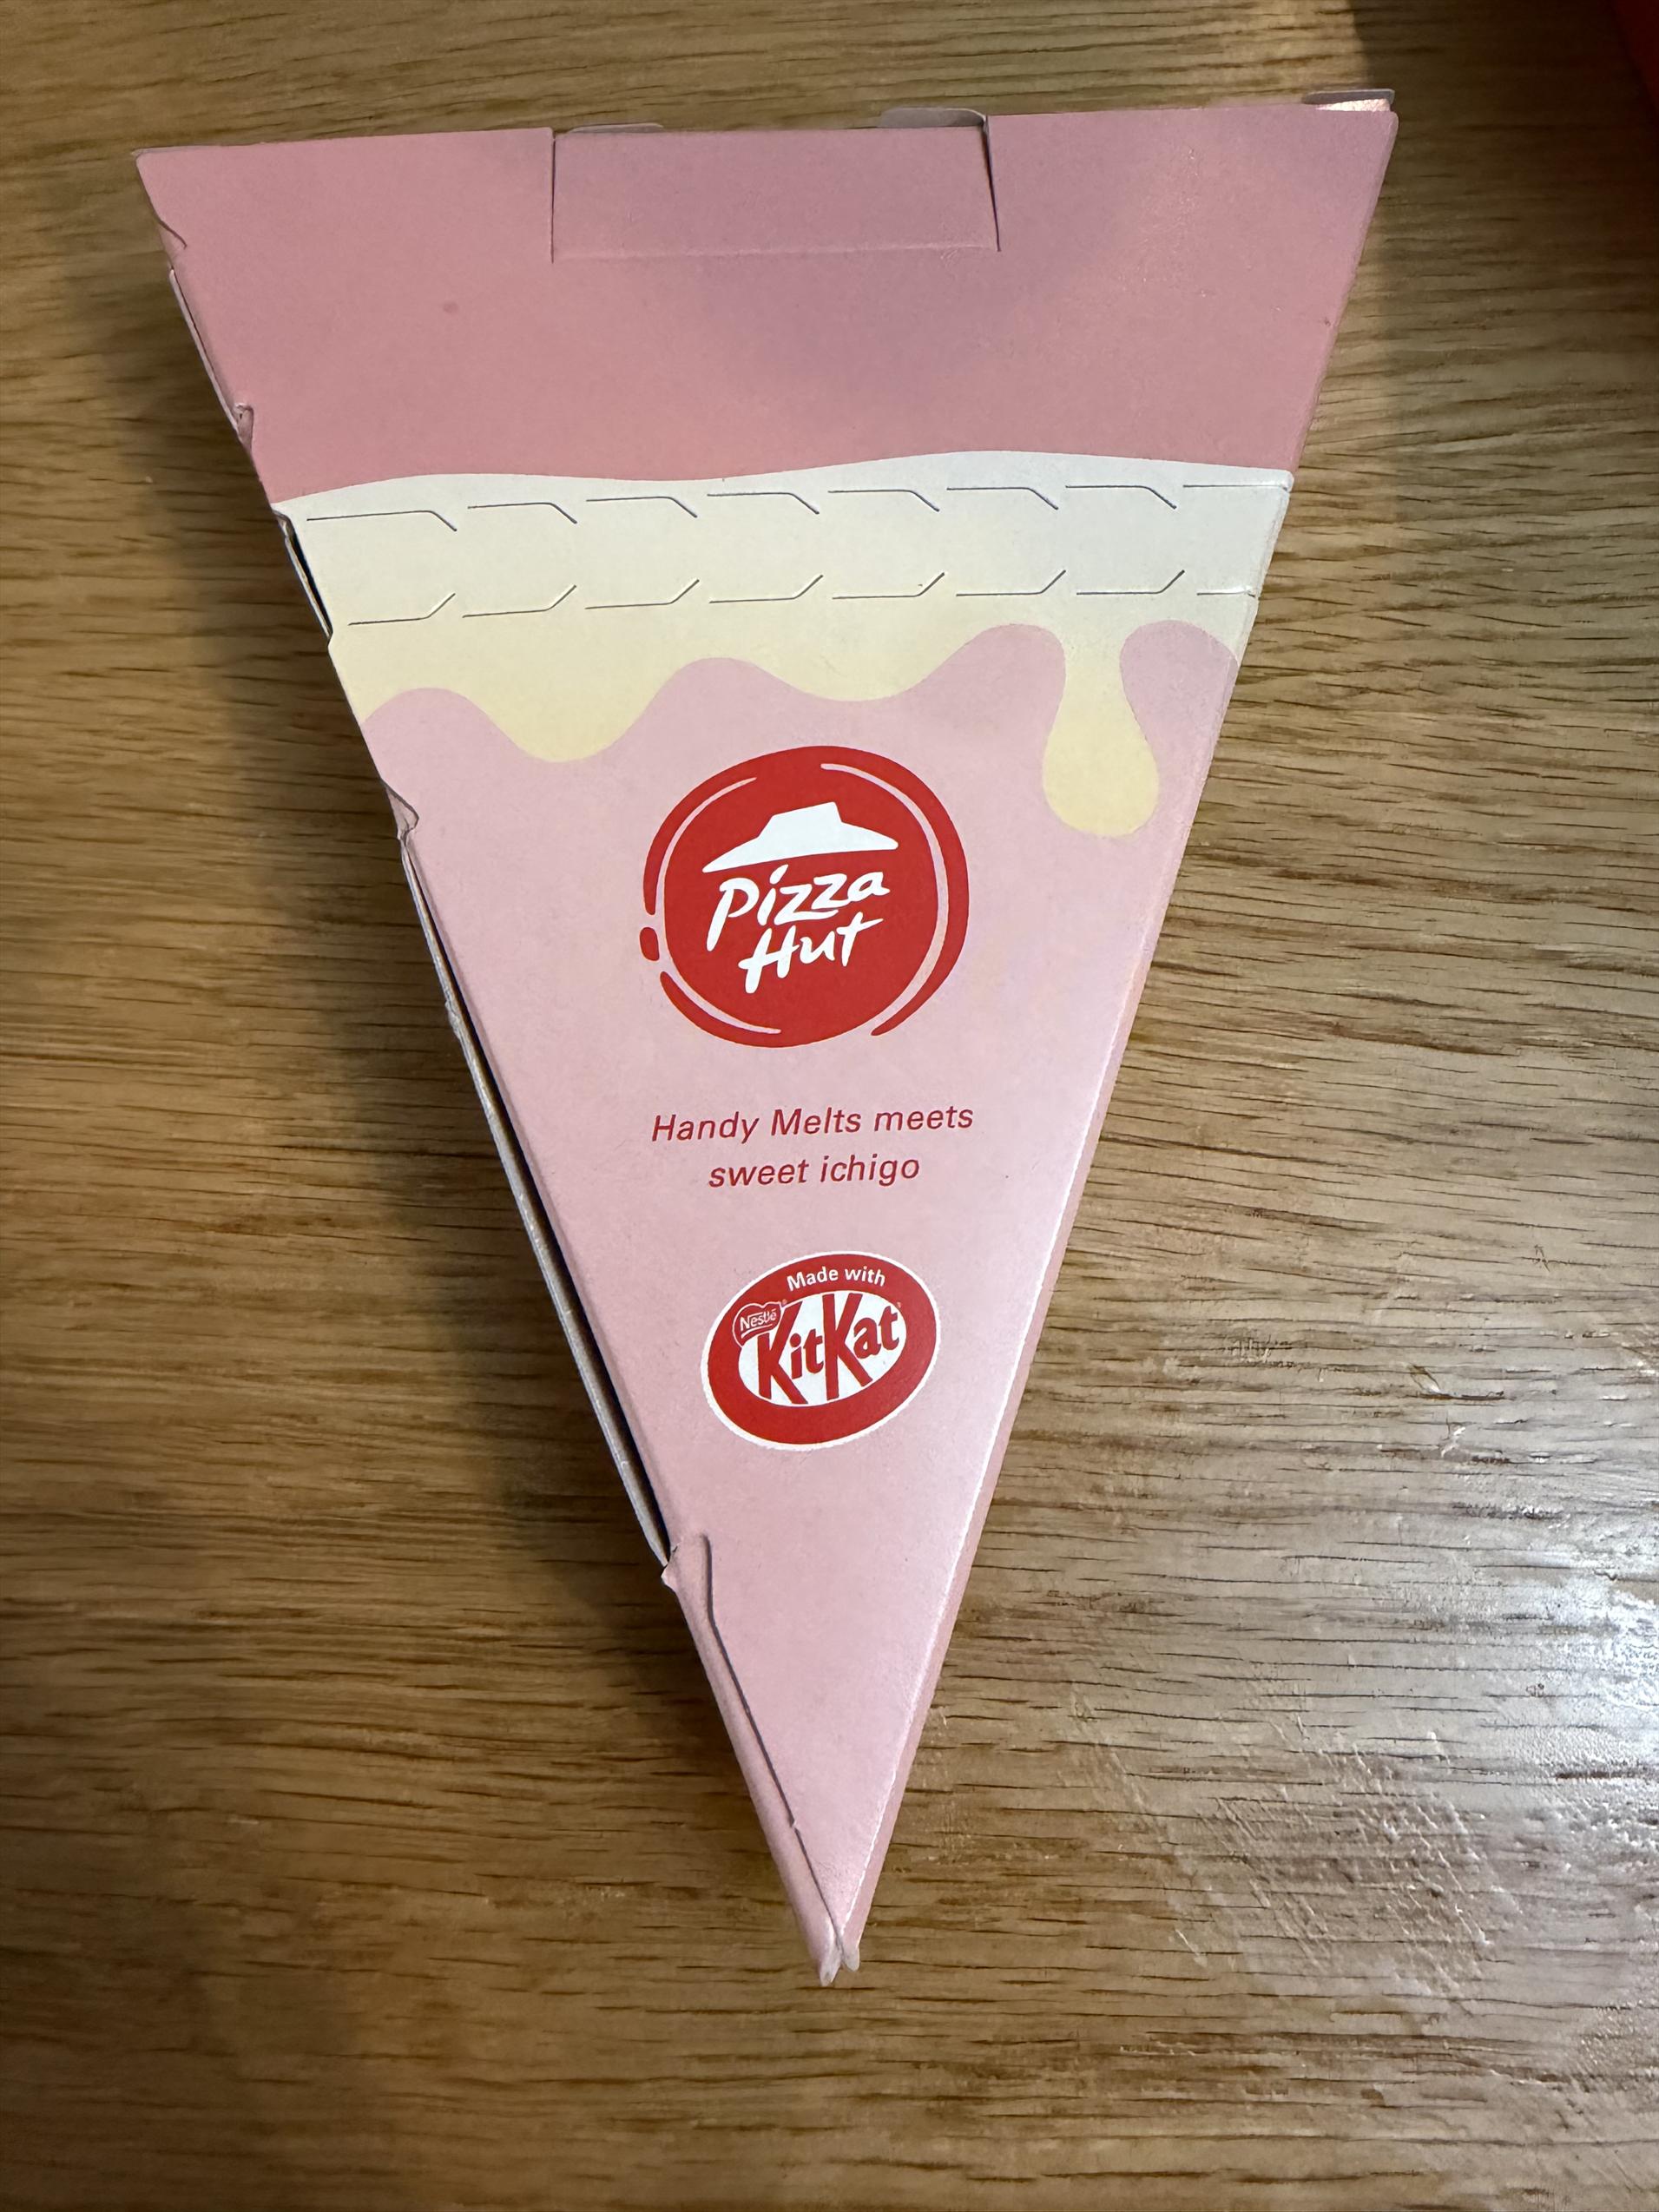 Pizza
Hut
Handy Melts meets
sweet ichigo
Made with
Nestlé
KitKat